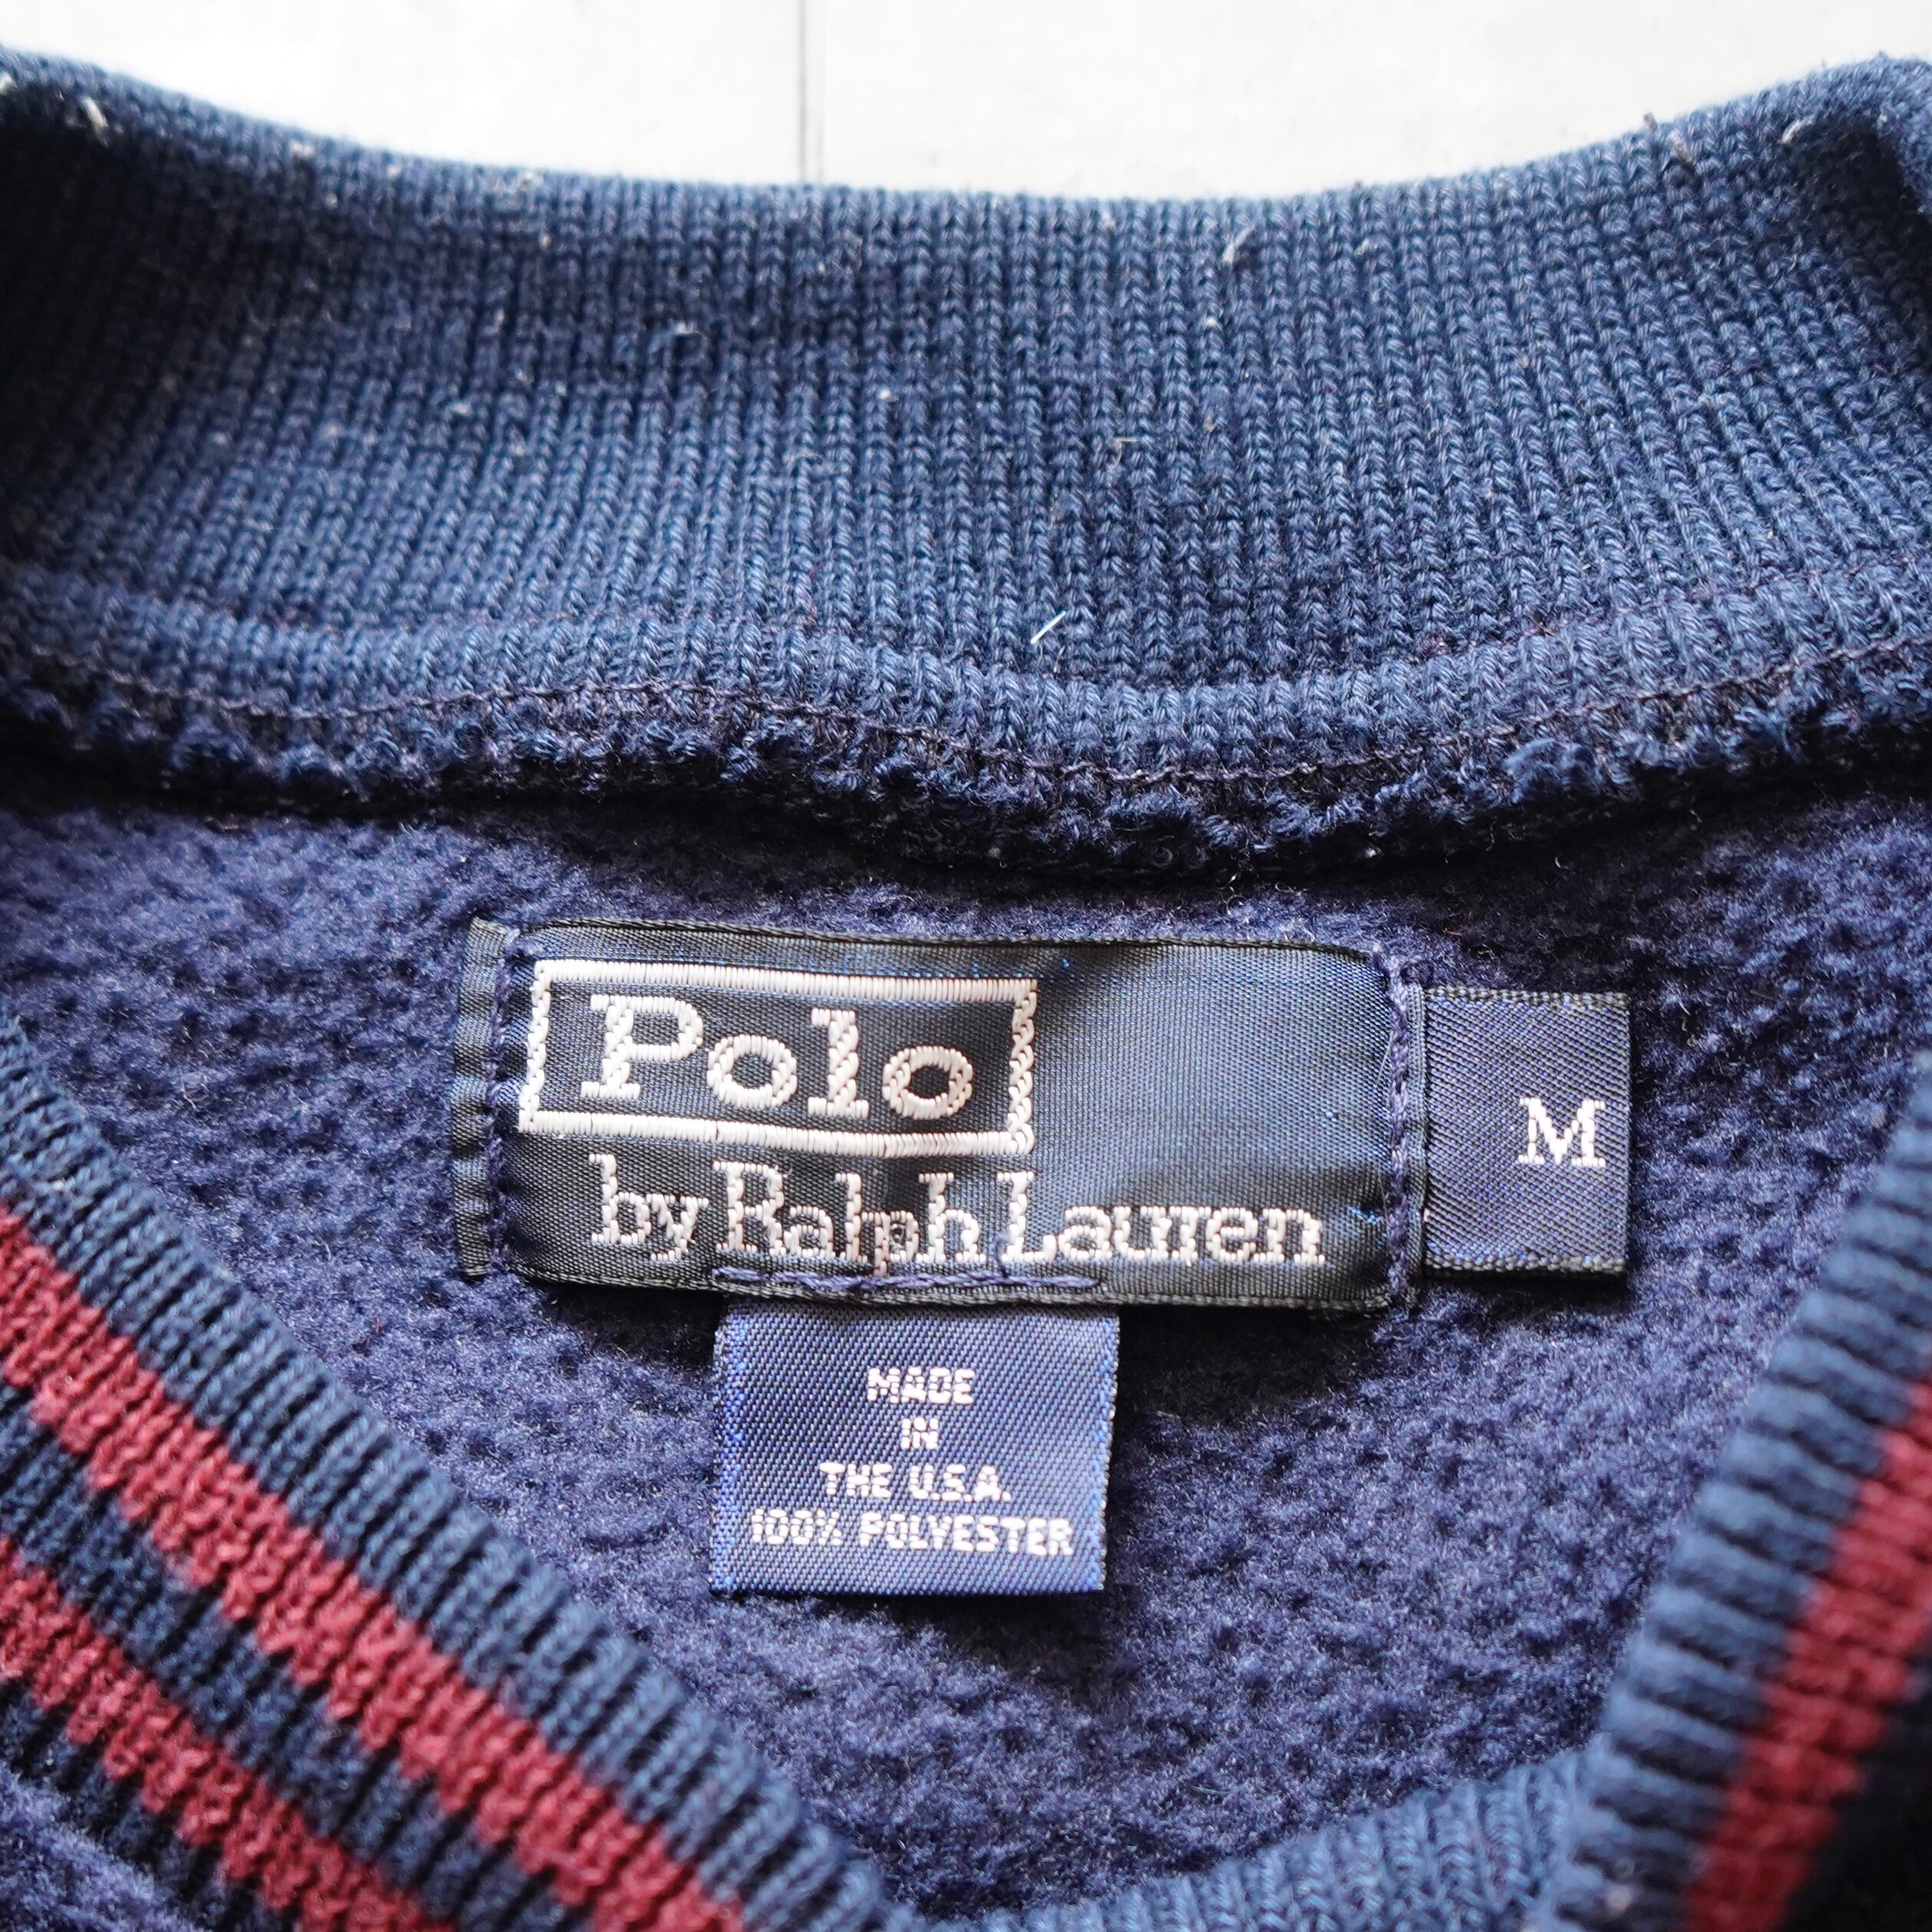 Polo
by Ralph Lauren
M
MADE
IN
THE U.S.A.
100% POLYESTER